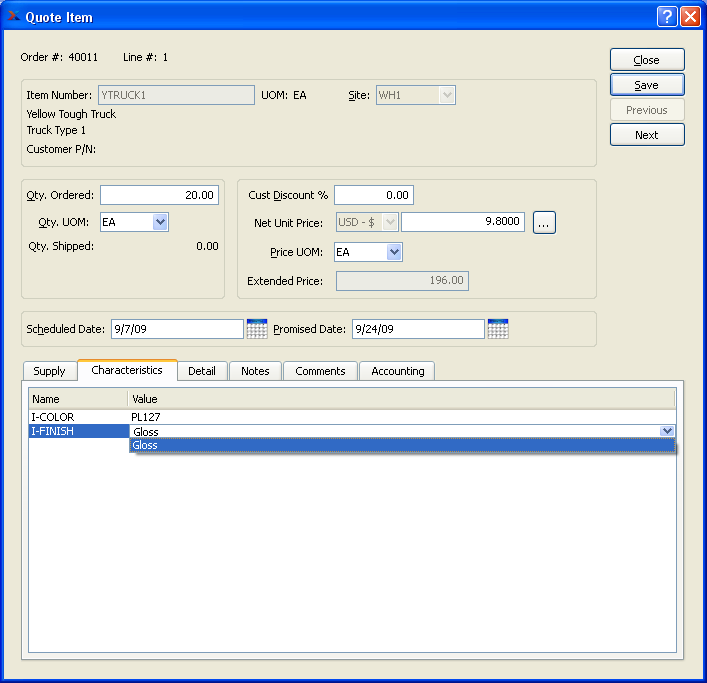 Quote Item
Order #: 40011 Line #: 1
Close
Item Number: YTRUCK1 UOM: EA Site: WH1
Save
Yellow Tough Truck
Previous
Truck Type 1
Next
Customer P/N:
Qty. Ordered: 20.00 Cust Discount % 0.00
Qty. UOM: EA Net Unit Price: USD - $ 9.8000 ...
Qty. Shipped: 0.00 Price UOM: EA
Extended Price: 196.00
Scheduled Date: 9/7/09 Promised Date: 9/24/09
Supply Characteristics Detail Notes Comments Accounting
Name Value
I-COLOR PL127
I-FINISH Gloss
Gloss